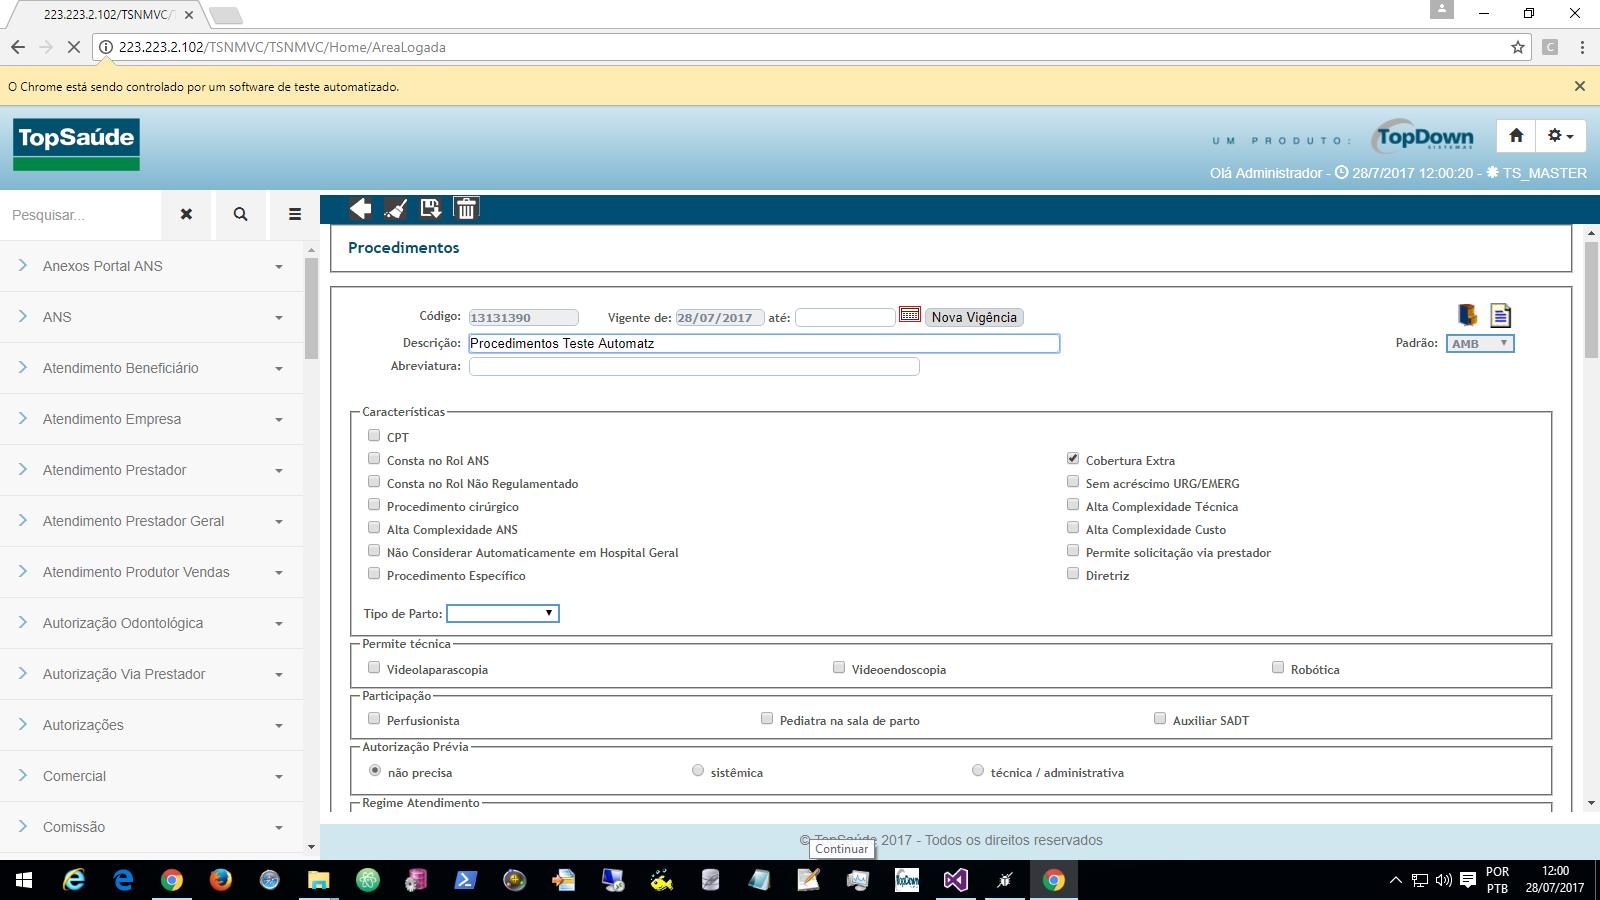 223.223.2.102/TSNMVC/T
223.223.2.102/TSNMVC/TSNMVC/Home/AreaLogada
C
O Chrome está sendo controlado por um software de teste automatizado.
TopSaúde
UM PRODUTO:
TopDown
SISTEMAS
Olá Administrador - 28/7/2017 12:00:20 - TS_MASTER
Pesquisar...
Anexos Portal ANS
ANS
Atendimento Beneficiário
Atendimento Empresa
Atendimento Prestador
Atendimento Prestador Geral
Atendimento Produtor Vendas
Autorização Odontológica
Autorização Via Prestador
Autorizações
Comercial
Comissão
Procedimentos
Código: 13131390 Vigente de: 28/07/2017 até: Nova Vigência
Descrição: Procedimentos Teste Automatz
Padrão: AMB
Abreviatura:
Características
CPT
Consta no Rol ANS
Cobertura Extra
Consta no Rol Não Regulamentado
Sem acréscimo URG/EMERG
Procedimento cirúrgico
Alta Complexidade Técnica
Alta Complexidade ANS
Alta Complexidade Custo
Não Considerar Automaticamente em Hospital Geral
Permite solicitação via prestador
Procedimento Específico
Diretriz
Tipo de Parto:
Permite técnica
Videolaparascopia
Videoendoscopia
Robótica
Participação
Perfusionista
Pediatra na sala de parto
Auxiliar SADT
Autorização Prévia
não precisa
sistêmica
técnica / administrativa
Regime Atendimento
© TopSaúde 2017 - Todos os direitos reservados
Continuar
TopDown
POR
PTB
12:00
28/07/2017